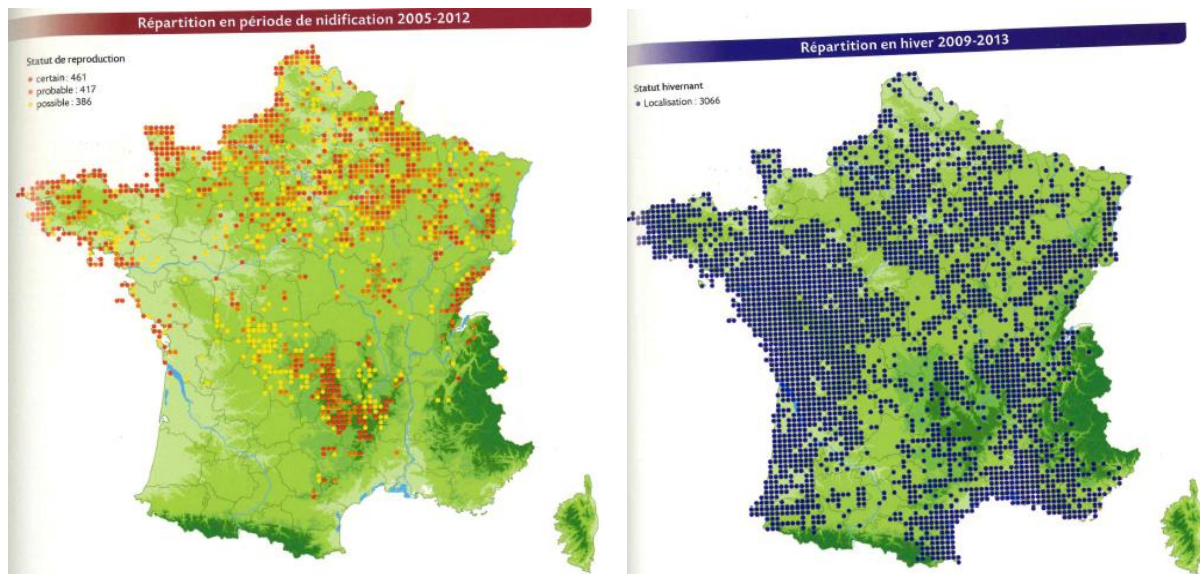 Répartition en période de nidification 2005-2012
Statut de reproduction
certain : 461
probable : 417
possible : 386
Répartition en hiver 2009-2013
Statut hivernant
Localisation : 3066